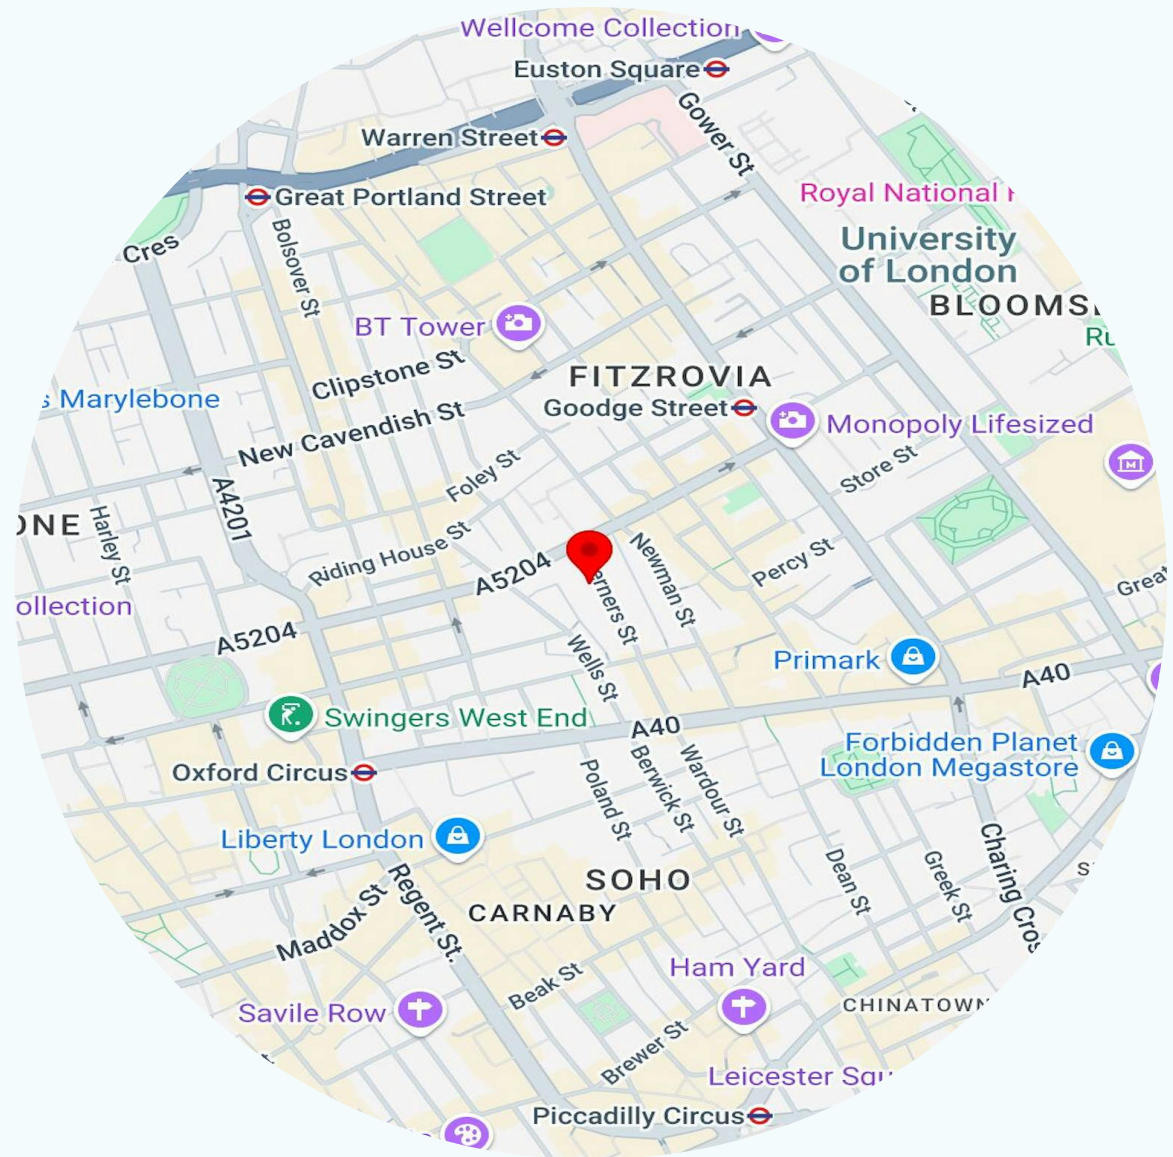 Wellcome Collection
Euston Square
Gower St
Warren Street
Great Portland Street
Royal National
Bolsover St
University
of London
Cres
BLOOMS
BT Tower
Clipstone St
FITZROVIA
Goodge Street
s Marylebone
New Cavendish St
Monopoly Lifesized
Foley St
Store St
A4201
ONE
Harley St
Riding House St
Newman St
Percy St
A5204
erners St
Great
ollection
A5204
Wells St
Primark
A40
Swingers West End
A40
Forbidden Planet
London Megastore
Oxford Circus
Poland St
Berwick St
Wardour St
Liberty London
SOHO
Dean St
Greek St
Charing Cros
CARNABY
Maddox St
Regent St.
Beak St
Ham Yard
Savile Row
CHINATOWN
Brewer St
Leicester Squ
Piccadilly Circus